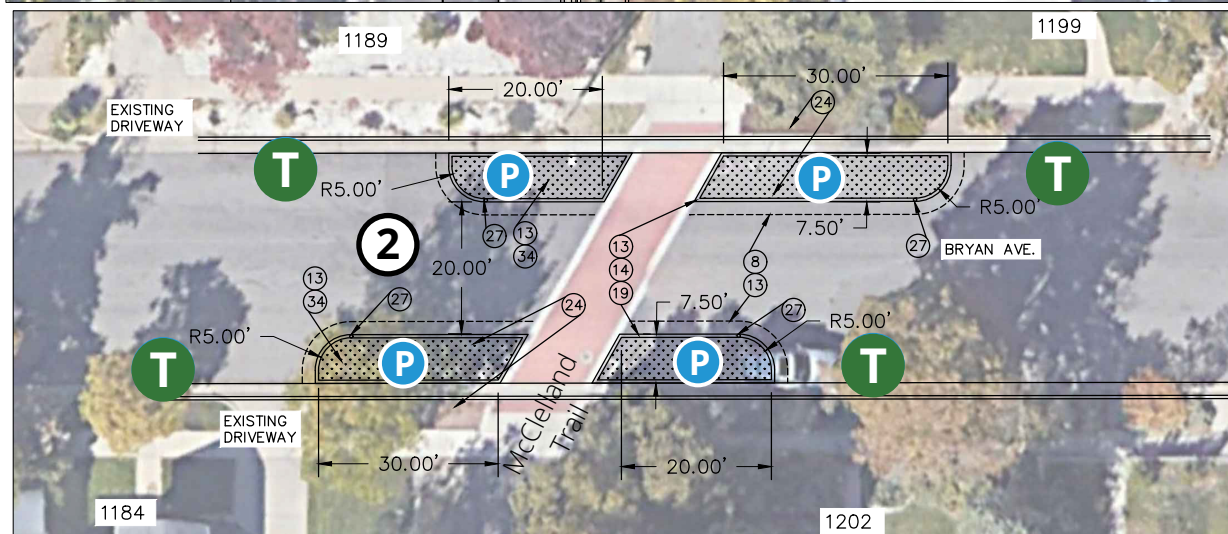 1189
1199
20.00'
30.00'
24
EXISTING
DRIVEWAY
T
P
P
T
R5.00'
R5.00'
27
13
34
7.50'
27
BRYAN AVE.
2
20.00'
13
14
19
8
13
13
34
27
24
7.50'
27
R5.00'
R5.00'
T
P
P
T
McClelland
Trail
EXISTING
DRIVEWAY
30.00'
20.00'
1184
1202